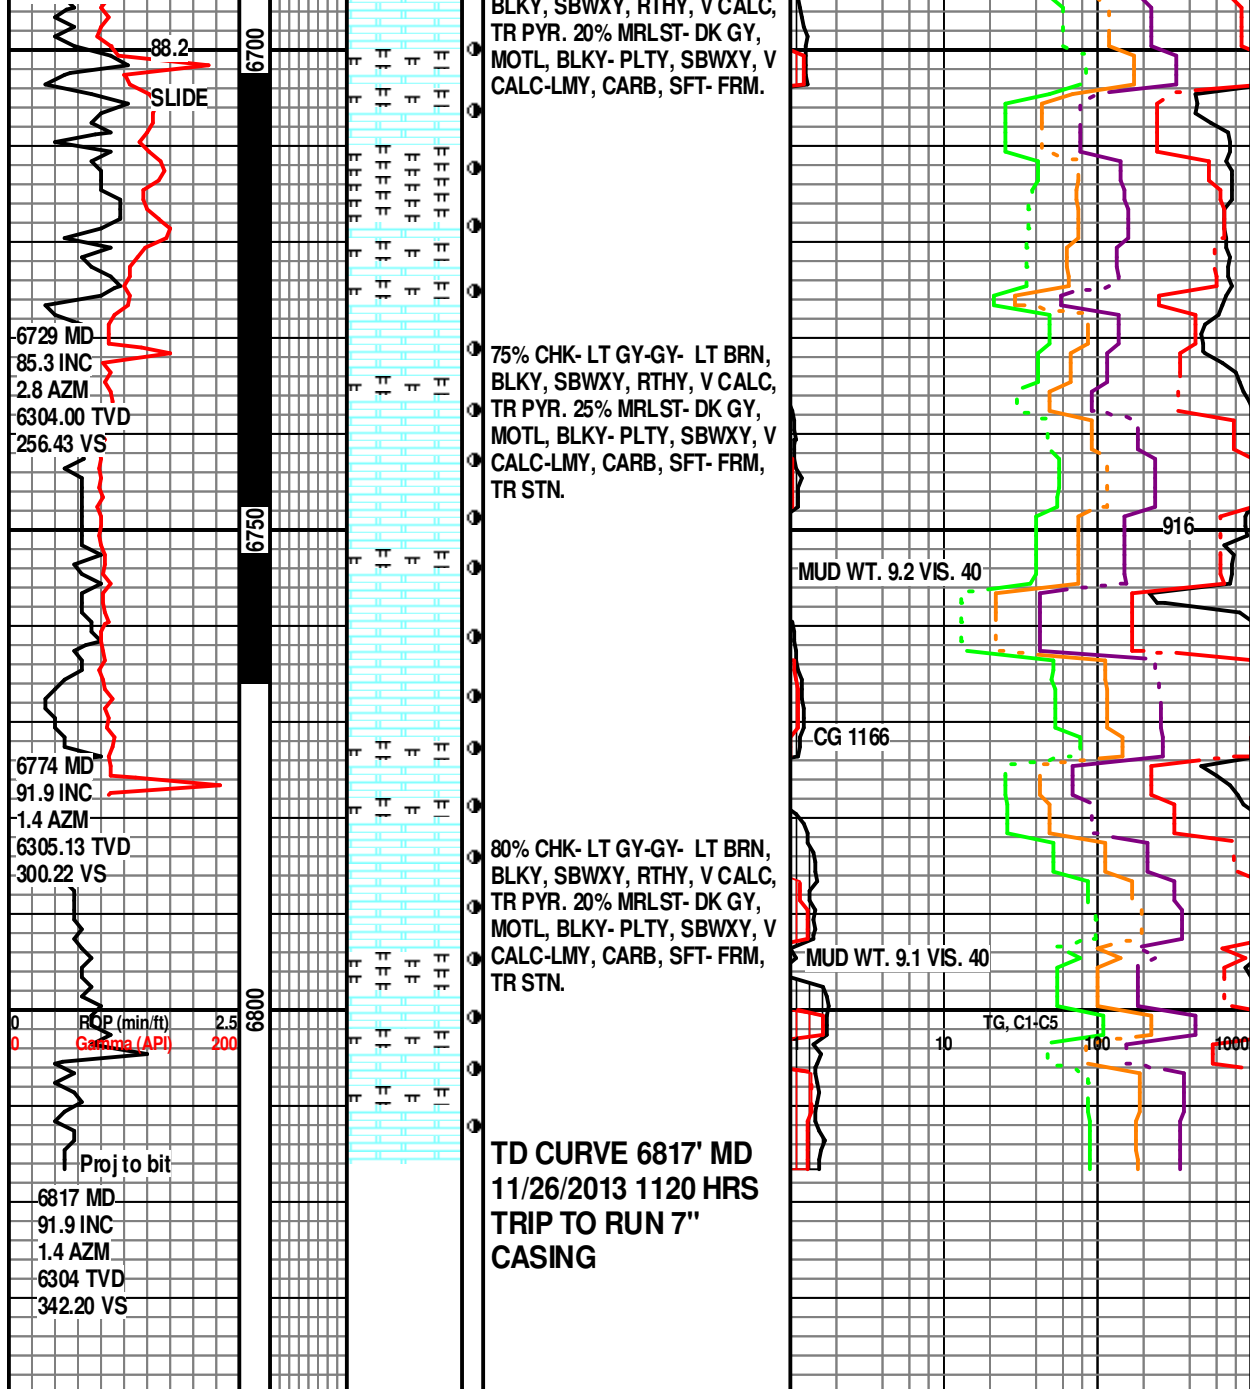 BLKY, SBWXY, RTHY, V CALC,
TR PYR. 20% MRLST- DK GY,
MOTL, BLKY- PLTY, SBWXY, V
CALC-LMY, CARB, SFT- FRM.
88.2
SLIDE
6700
6729 MD
85.3 INC
2.8 AZM
6304.00 TVD
256.43 VS
75% CHK- LT GY-GY- LT BRN,
BLKY, SBWXY, RTHY, V CALC,
TR PYR. 25% MRLST- DK GY,
MOTL, BLKY- PLTY, SBWXY, V
CALC-LMY, CARB, SFT- FRM,
TR STN.
6750
916
MUD WT. 9.2 VIS. 40
CG 1166
6774 MD
91.9 INC
1.4 AZM
6305.13 TVD
300.22 VS
80% CHK- LT GY-GY- LT BRN,
BLKY, SBWXY, RTHY, V CALC,
TR PYR. 20% MRLST- DK GY,
MOTL, BLKY- PLTY, SBWXY, V
CALC-LMY, CARB, SFT- FRM,
TR STN.
MUD WT. 9.1 VIS. 40
6800
0 ROP (min/ft) 2.5
0 Gamma (API) 200
TG, C1-C5
10 100 1000
TD CURVE 6817' MD
11/26/2013 1120 HRS
TRIP TO RUN 7"
CASING
Proj to bit
6817 MD
91.9 INC
1.4 AZM
6304 TVD
342.20 VS